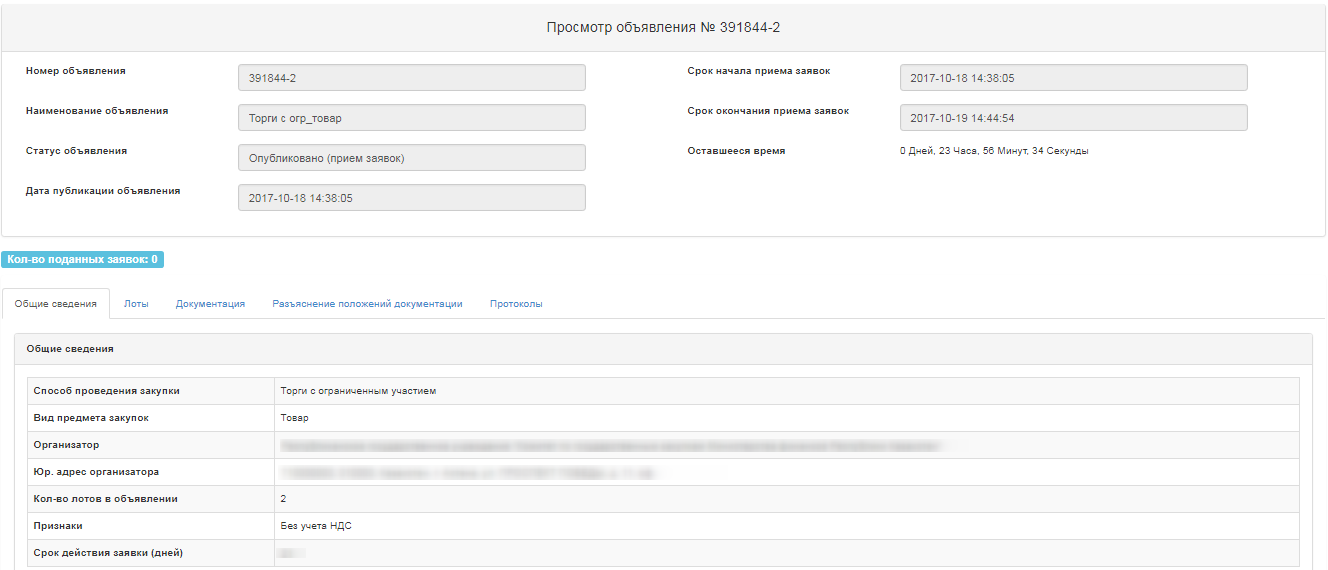 Просмотр объявления № 391844-2
Номер объявления 391844-2
Срок начала приема заявок 2017-10-18 14:38:05
Наименование объявления Торги с огр_товар
Срок окончания приема заявок 2017-10-19 14:44:54
Статус объявления Опубликовано (прием заявок)
Оставшееся время 0 Дней, 23 Часа, 56 Минут, 34 Секунды
Дата публикации объявления 2017-10-18 14:38:05
Кол-во поданных заявок: 0
Общие сведения Лоты Документация Разъяснение положений документации Протоколы
Общие сведения
Способ проведения закупки Торги с ограниченным участием
Вид предмета закупок Товар
Организатор
Юр. адрес организатора
Кол-во лотов в объявлении 2
Признаки Без учета НДС
Срок действия заявки (дней)